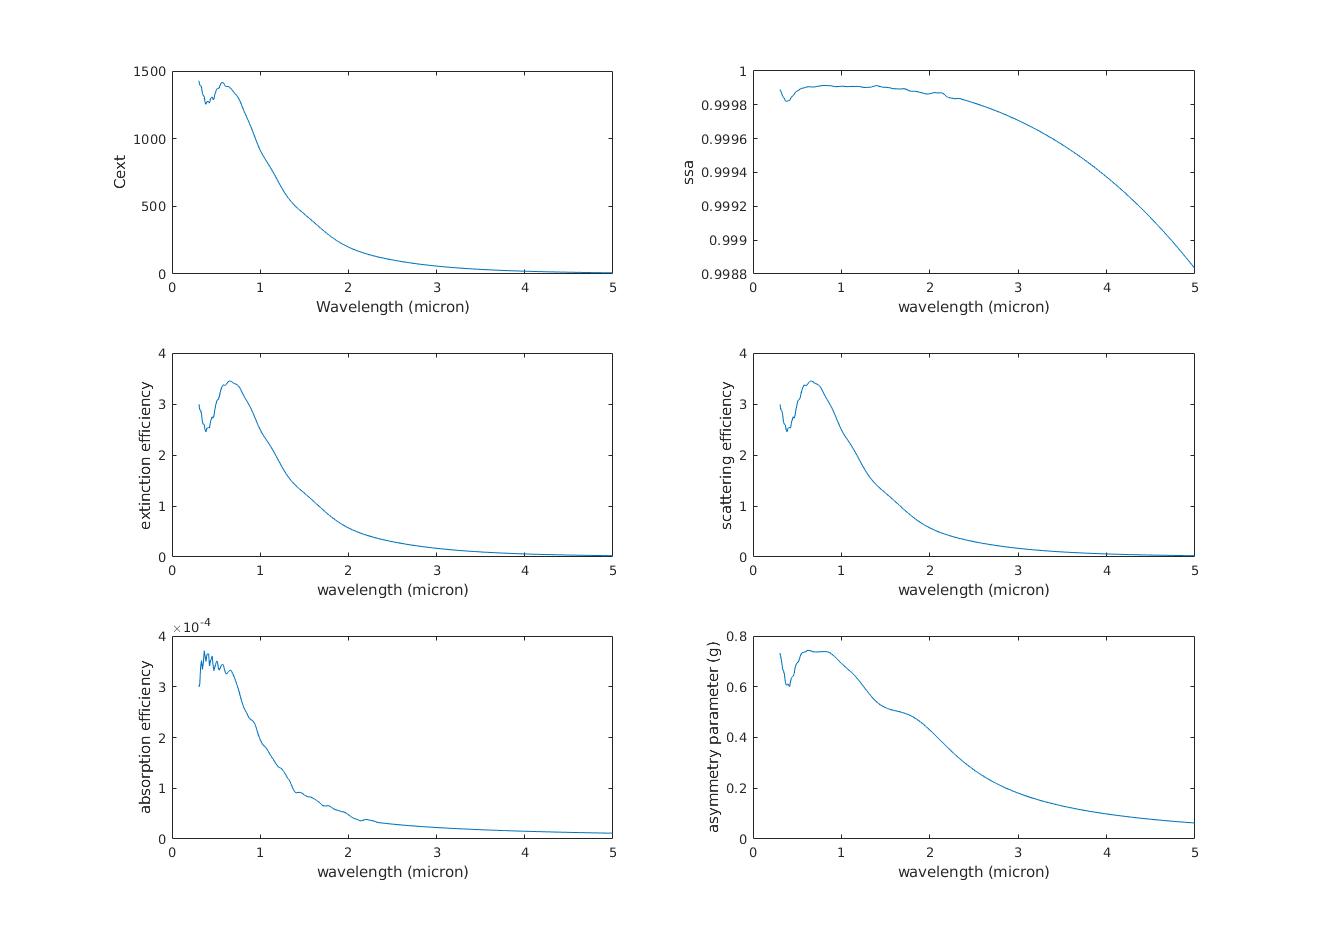 1500
1000
500
0
Cext
0 1 2 3 4 5
Wavelength (micron)
1
0.9998
0.9996
0.9994
0.9992
0.999
0.9988
ssa
0 1 2 3 4 5
wavelength (micron)
4
3
2
1
0
extinction efficiency
0 1 2 3 4 5
wavelength (micron)
4
3
2
1
0
scattering efficiency
0 1 2 3 4 5
wavelength (micron)
×10-4
4
3
2
1
0
absorption efficiency
0 1 2 3 4 5
wavelength (micron)
0.8
0.6
0.4
0.2
0
asymmetry parameter (g)
0 1 2 3 4 5
wavelength (micron)